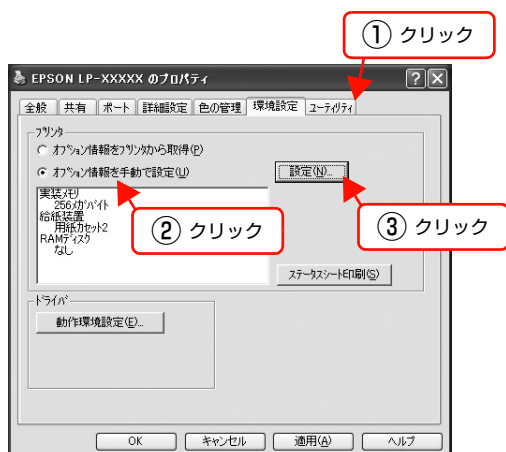 ① クリック
EPSON LP-XXXXX のプロパティ
全般 共有 ポート 詳細設定 色の管理 環境設定 ユーティリティ
プリンタ
オプション情報をプリンタから取得(P)
オプション情報を手動で設定(U)
設定(N)...
実装メモリ
256メガバイト
給紙装置
用紙カセット2
RAMディスク
なし
② クリック
③ クリック
ステータスシート印刷(S)
ドライバ
動作環境設定(E)...
OK キャンセル 適用(A) ヘルプ